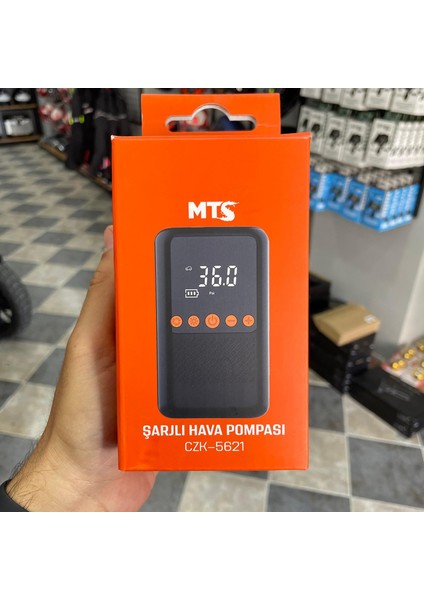 MTS
36.0
ŞARJLI HAVA POMPASI
CZK-5621